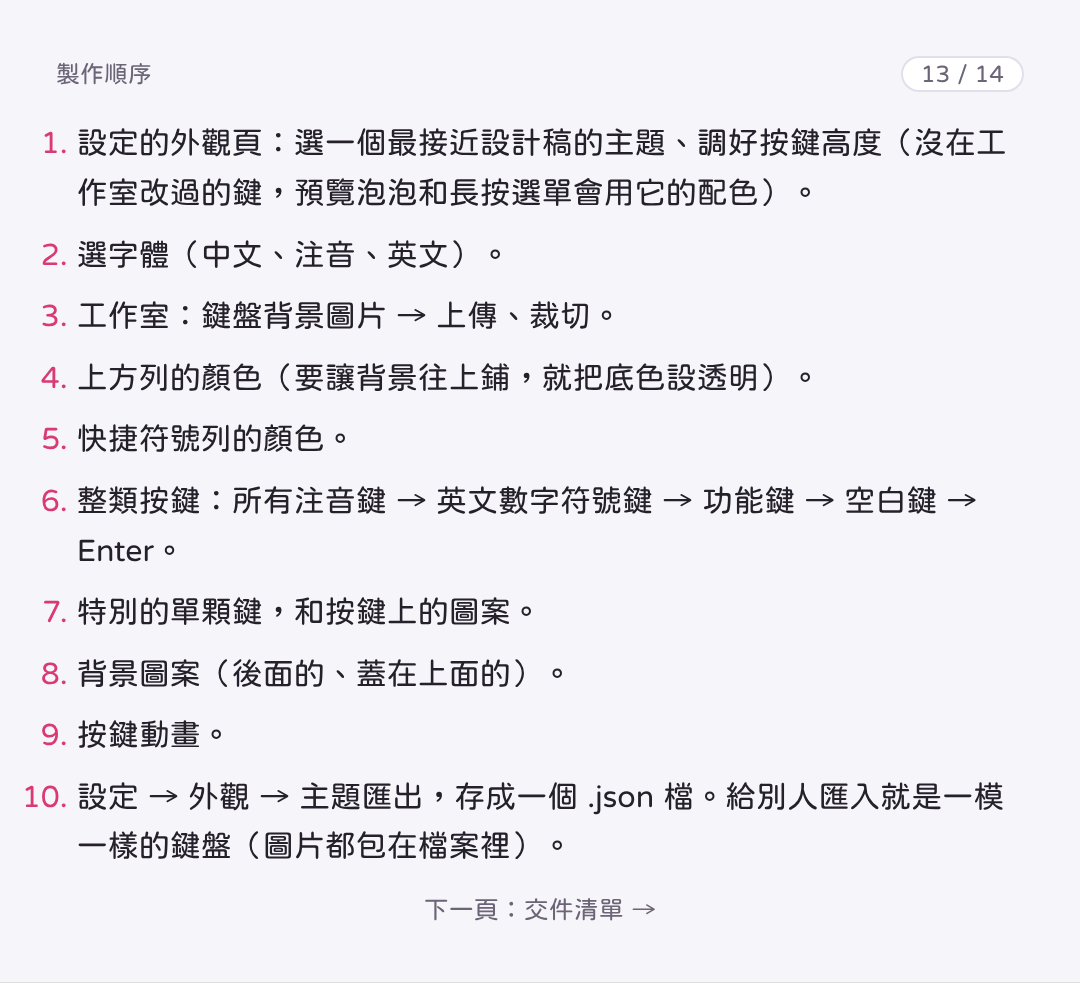 製作順序
13 / 14
1. 設定的外觀頁：選一個最接近設計稿的主題、調好按鍵高度（沒在工
作室改過的鍵，預覽泡泡和長按選單會用它的配色）。
2. 選字體（中文、注音、英文）。
3. 工作室：鍵盤背景圖片 → 上傳、裁切。
4. 上方列的顏色（要讓背景往上鋪，就把底色設透明）。
5. 快捷符號列的顏色。
6. 整類按鍵：所有注音鍵 → 英文數字符號鍵 → 功能鍵 → 空白鍵 →
Enter。
7. 特別的單顆鍵，和按鍵上的圖案。
8. 背景圖案（後面的、蓋在上面的）。
9. 按鍵動畫。
10. 設定 → 外觀 → 主題匯出，存成一個 .json 檔。給別人匯入就是一模
一樣的鍵盤（圖片都包在檔案裡）。
下一頁：交件清單 →